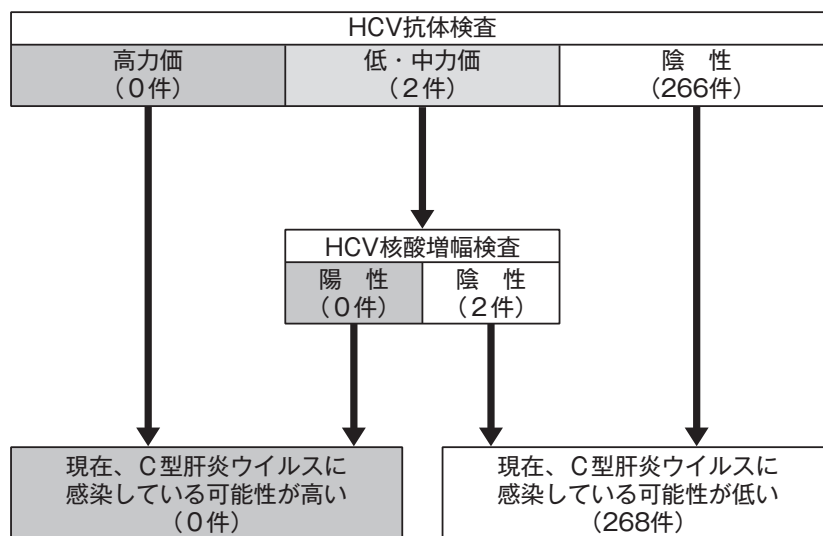 HCV抗体検査
高力価
（0件）
低・中力価
（2件）
陰　性
（266件）
HCV核酸増幅検査
陽　性
（0件）
陰　性
（2件）
現在、C型肝炎ウイルスに
感染している可能性が高い
（0件）
現在、C型肝炎ウイルスに
感染している可能性が低い
（268件）